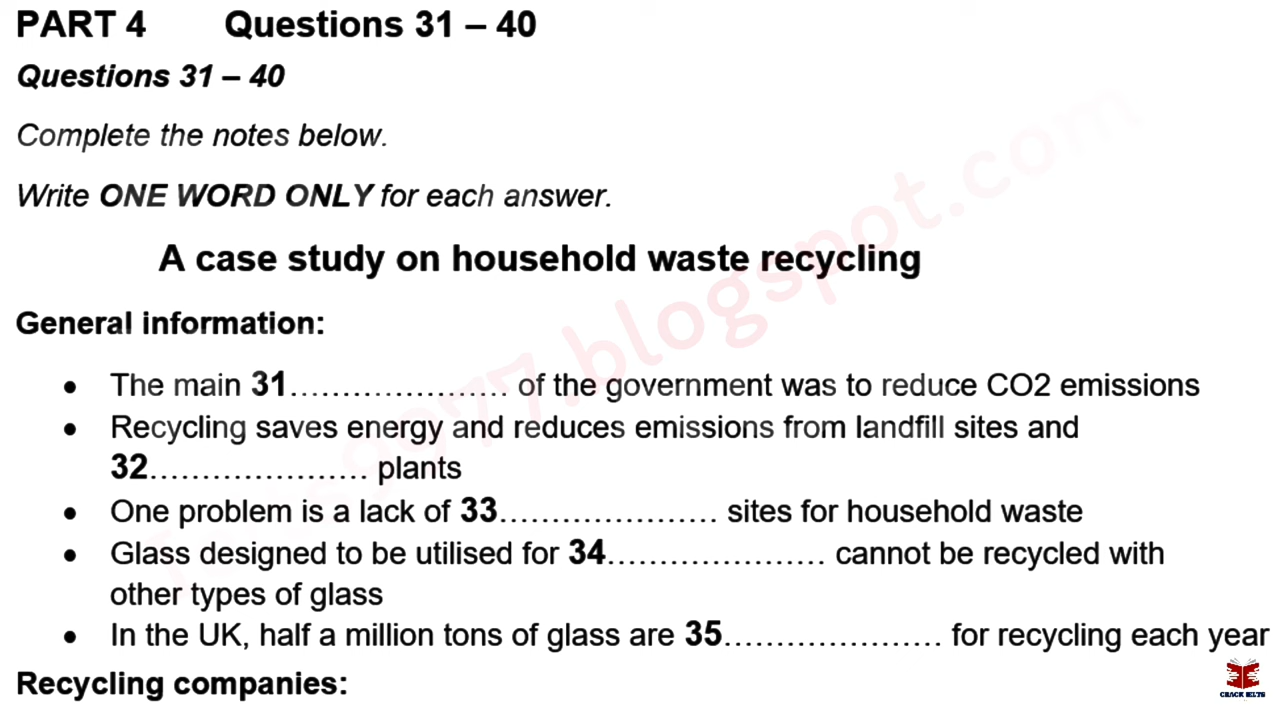 PART 4 Questions 31 – 40
Questions 31 – 40
Complete the notes below.
Write ONE WORD ONLY for each answer.
A case study on household waste recycling
General information:
• The main 31..................... of the government was to reduce CO2 emissions
• Recycling saves energy and reduces emissions from landfill sites and
32..................... plants
• One problem is a lack of 33..................... sites for household waste
• Glass designed to be utilised for 34..................... cannot be recycled with
other types of glass
• In the UK, half a million tons of glass are 35..................... for recycling each year
Recycling companies:
CRACK IELTS